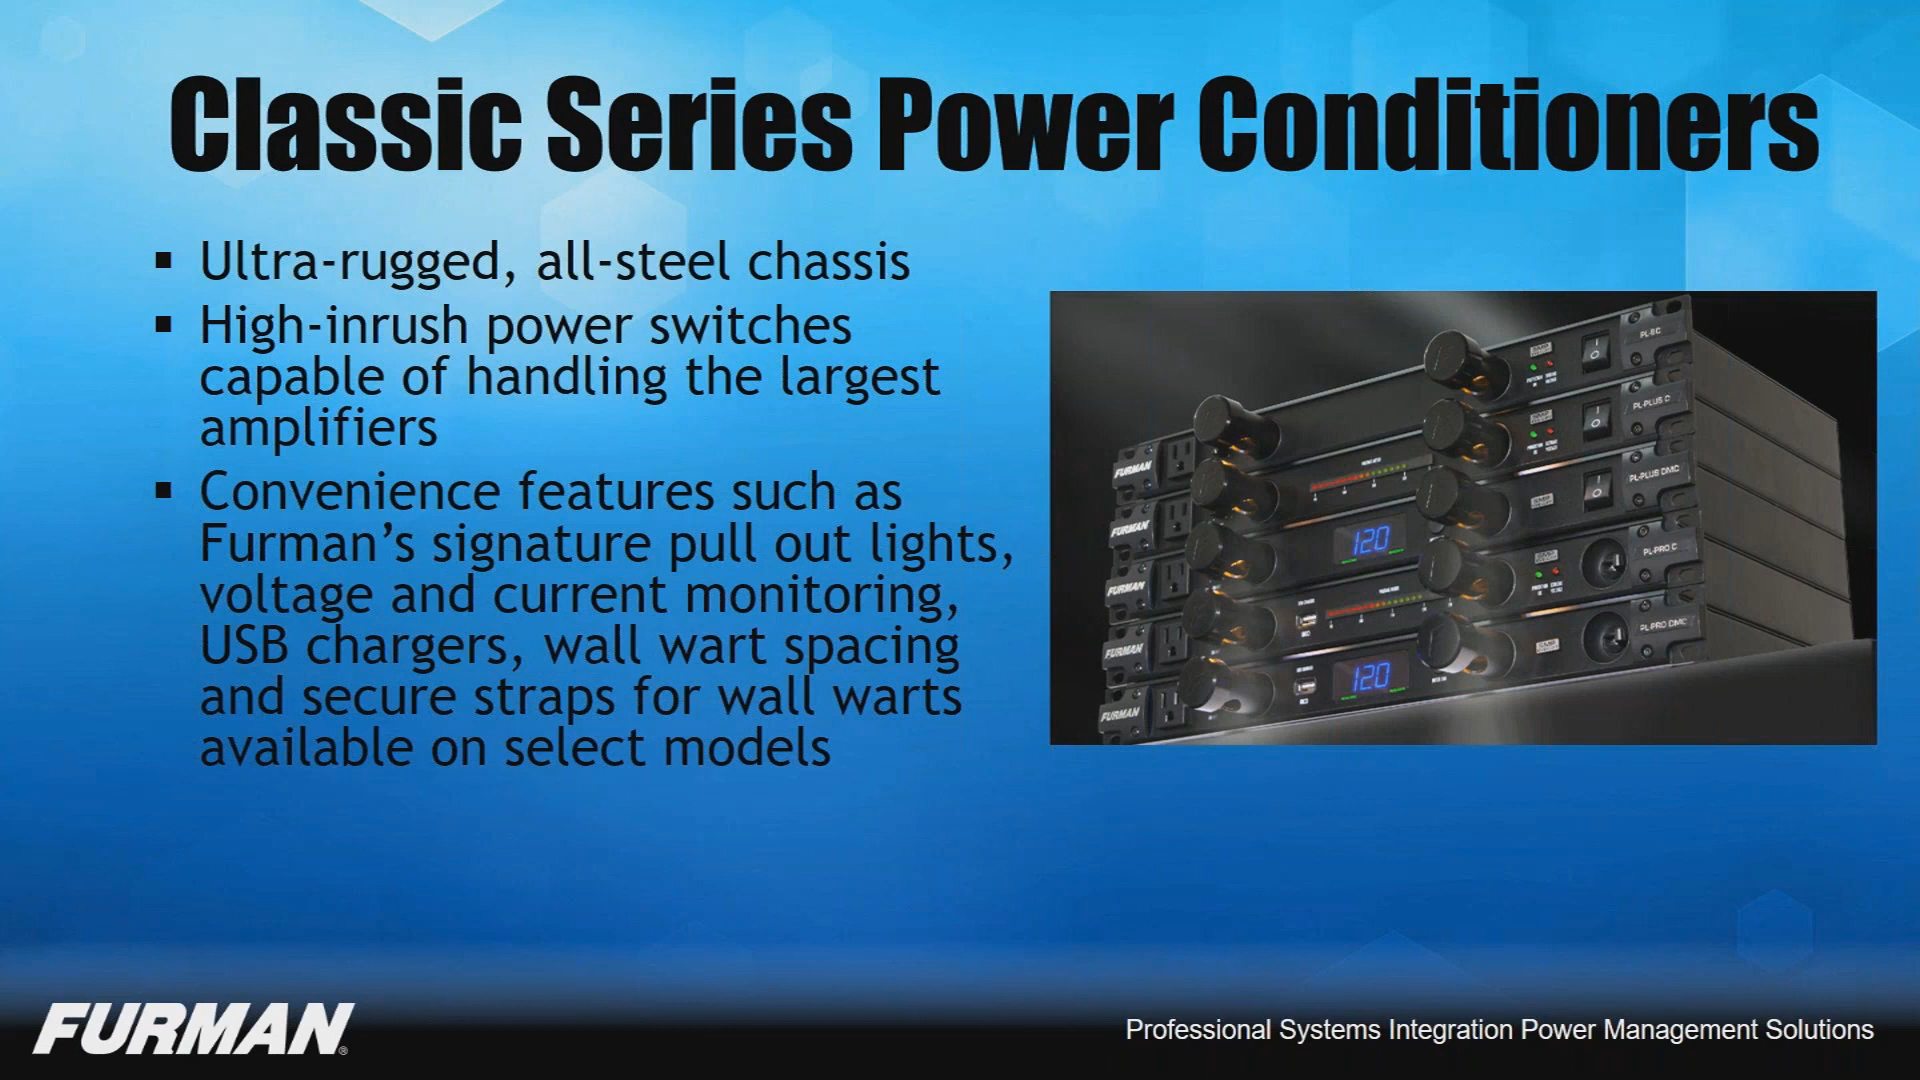 Classic Series Power Conditioners
▪ Ultra-rugged, all-steel chassis
▪ High-inrush power switches
capable of handling the largest
amplifiers
▪ Convenience features such as
Furman’s signature pull out lights,
voltage and current monitoring,
USB chargers, wall wart spacing
and secure straps for wall warts
available on select models
PL-8C
FURMAN
PL-PLUS C
FURMAN
PL-PLUS DMC
120
FURMAN
PL-PRO C
FURMAN
PL-PRO DMC
120
FURMAN
FURMAN®
Professional Systems Integration Power Management Solutions